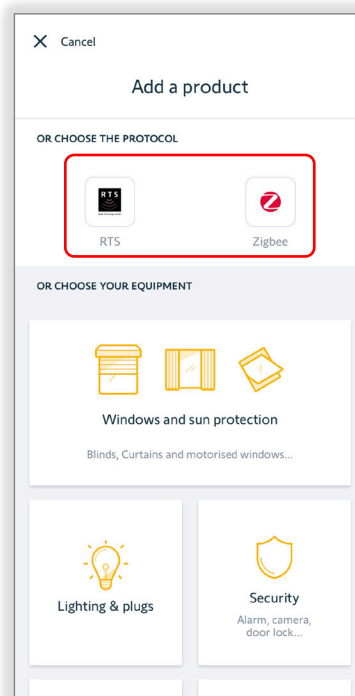 Cancel
Add a product
OR CHOOSE THE PROTOCOL
RTS
RTS Zigbee
OR CHOOSE YOUR EQUIPMENT
Windows and sun protection
Blinds, Curtains and motorised windows...
Lighting & plugs
Security
Alarm, camera,
door lock...